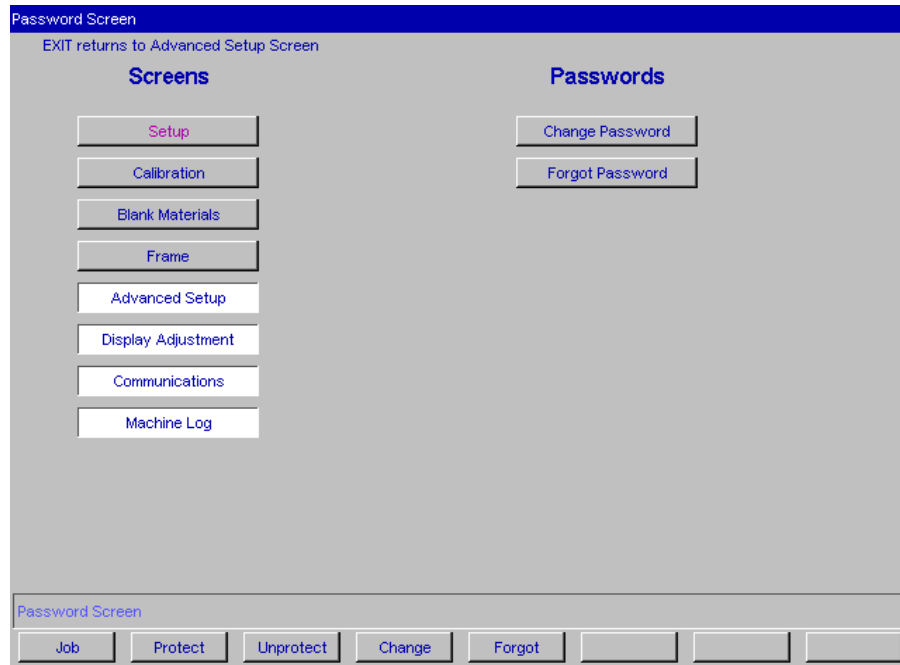 Password Screen
EXIT returns to Advanced Setup Screen
Screens
Passwords
Setup
Change Password
Calibration
Forgot Password
Blank Materials
Frame
Advanced Setup
Display Adjustment
Communications
Machine Log
Password Screen
Job Protect Unprotect Change Forgot